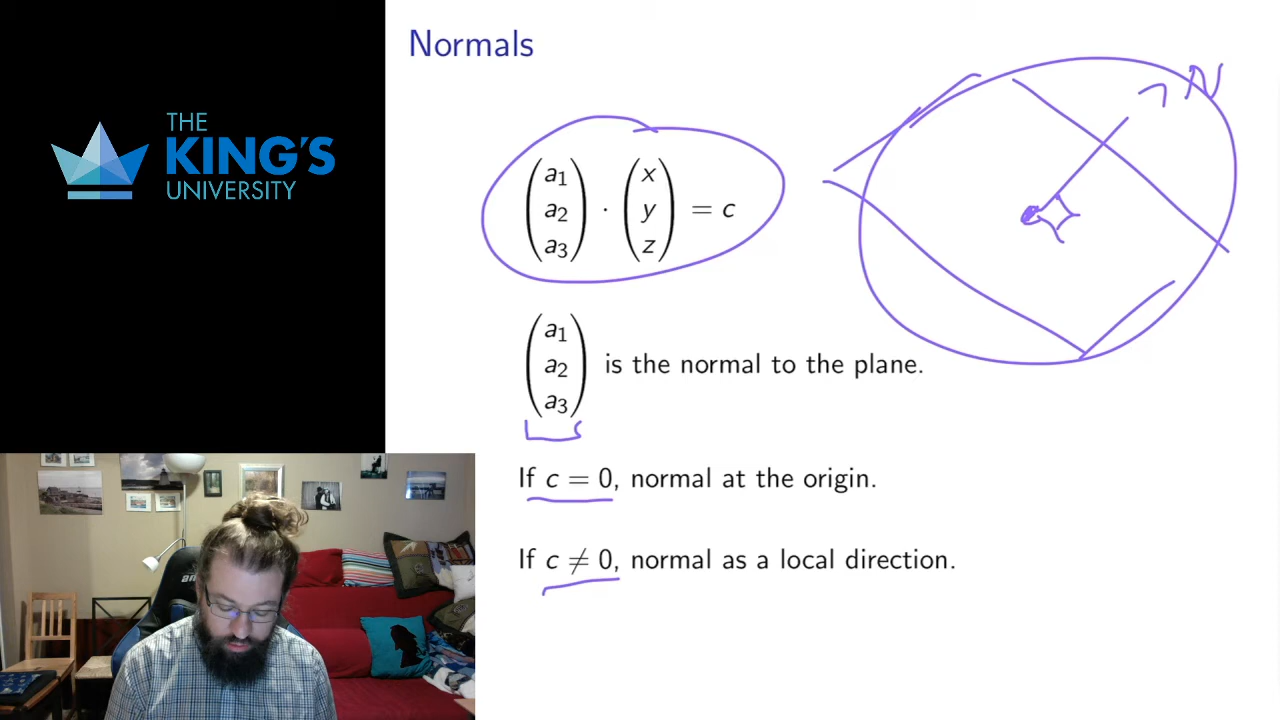 THE
KING'S
UNIVERSITY
Normals
(a₁ a₂ a₃) · (x y z) = c
N
(a₁ a₂ a₃) is the normal to the plane.
If c = 0, normal at the origin.
If c ≠ 0, normal as a local direction.